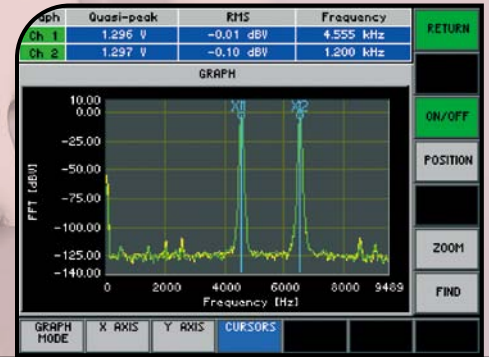 Graph Quasi-peak RMS Frequency
Ch 1 1.296 V -0.01 dBV 4.555 kHz
Ch 2 1.297 V -0.10 dBV 1.200 kHz
RETURN
GRAPH
ON/OFF
POSITION
ZOOM
FIND
FFT [dBV]
10.00
0.00
-25.00
-50.00
-75.00
-100.00
-125.00
-140.00
X1 X2
0 2000 4000 6000 8000 9489
Frequency [Hz]
GRAPH MODE X AXIS Y AXIS CURSORS